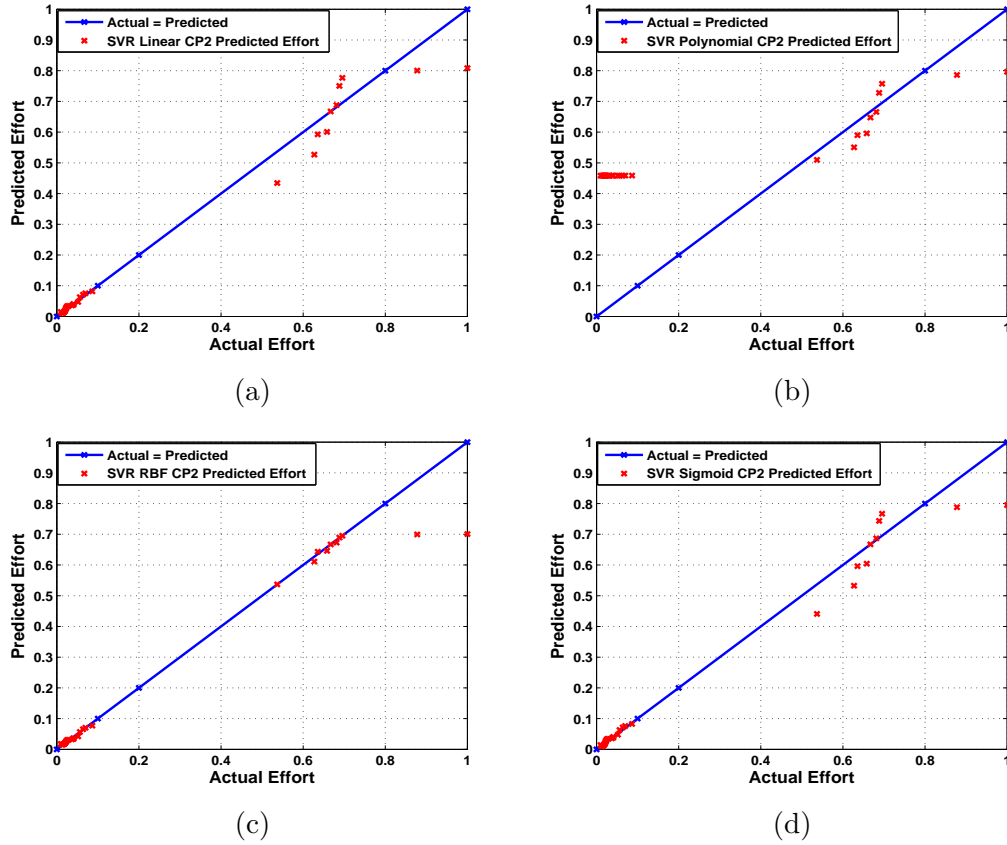 1
0.9
0.8
0.7
0.6
0.5
0.4
0.3
0.2
0.1
0
Predicted Effort
Actual = Predicted
SVR Linear CP2 Predicted Effort
0 0.2 0.4 0.6 0.8 1
Actual Effort
(a)
1
0.9
0.8
0.7
0.6
0.5
0.4
0.3
0.2
0.1
0
Predicted Effort
Actual = Predicted
SVR Polynomial CP2 Predicted Effort
0 0.2 0.4 0.6 0.8 1
Actual Effort
(b)
1
0.9
0.8
0.7
0.6
0.5
0.4
0.3
0.2
0.1
0
Predicted Effort
Actual = Predicted
SVR RBF CP2 Predicted Effort
0 0.2 0.4 0.6 0.8 1
Actual Effort
(c)
1
0.9
0.8
0.7
0.6
0.5
0.4
0.3
0.2
0.1
0
Predicted Effort
Actual = Predicted
SVR Sigmoid CP2 Predicted Effort
0 0.2 0.4 0.6 0.8 1
Actual Effort
(d)